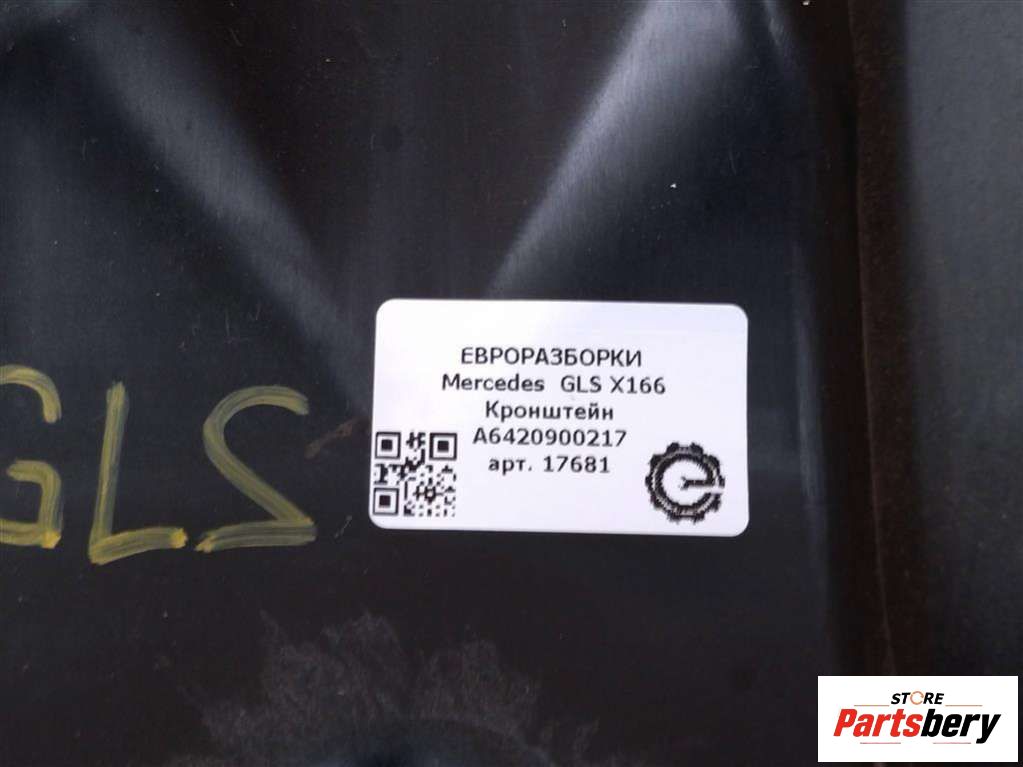 ЕВРОРАЗБОРКИ
Mercedes GLS X166
Кронштейн
A6420900217
арт. 17681
GLS
STORE
Partsbery